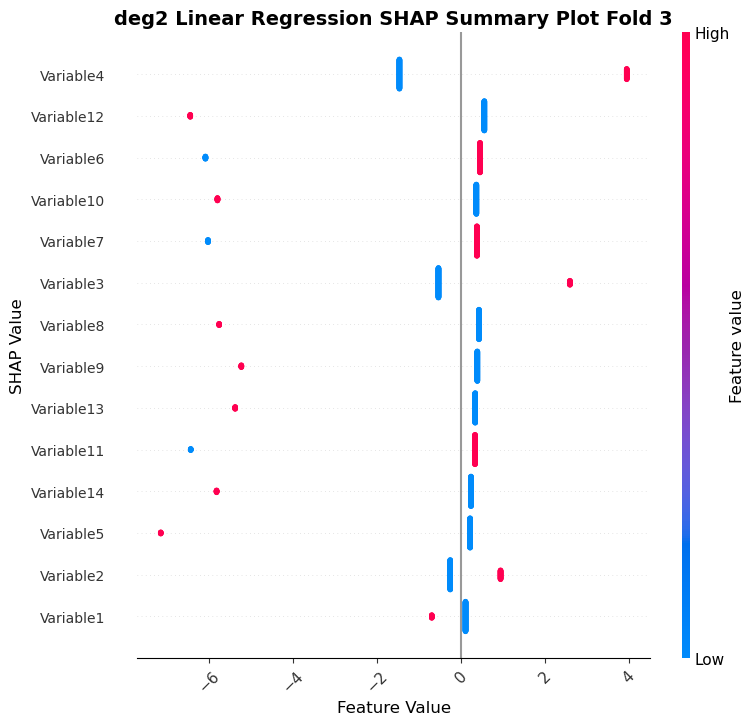 deg2 Linear Regression SHAP Summary Plot Fold 3
High
Variable4
Variable12
Variable6
Variable10
Variable7
Variable3
Variable8
Variable9
Variable13
Variable11
Variable14
Variable5
Variable2
Variable1
SHAP Value
Feature value
Low
−6
−4
−2
0
2
4
Feature Value